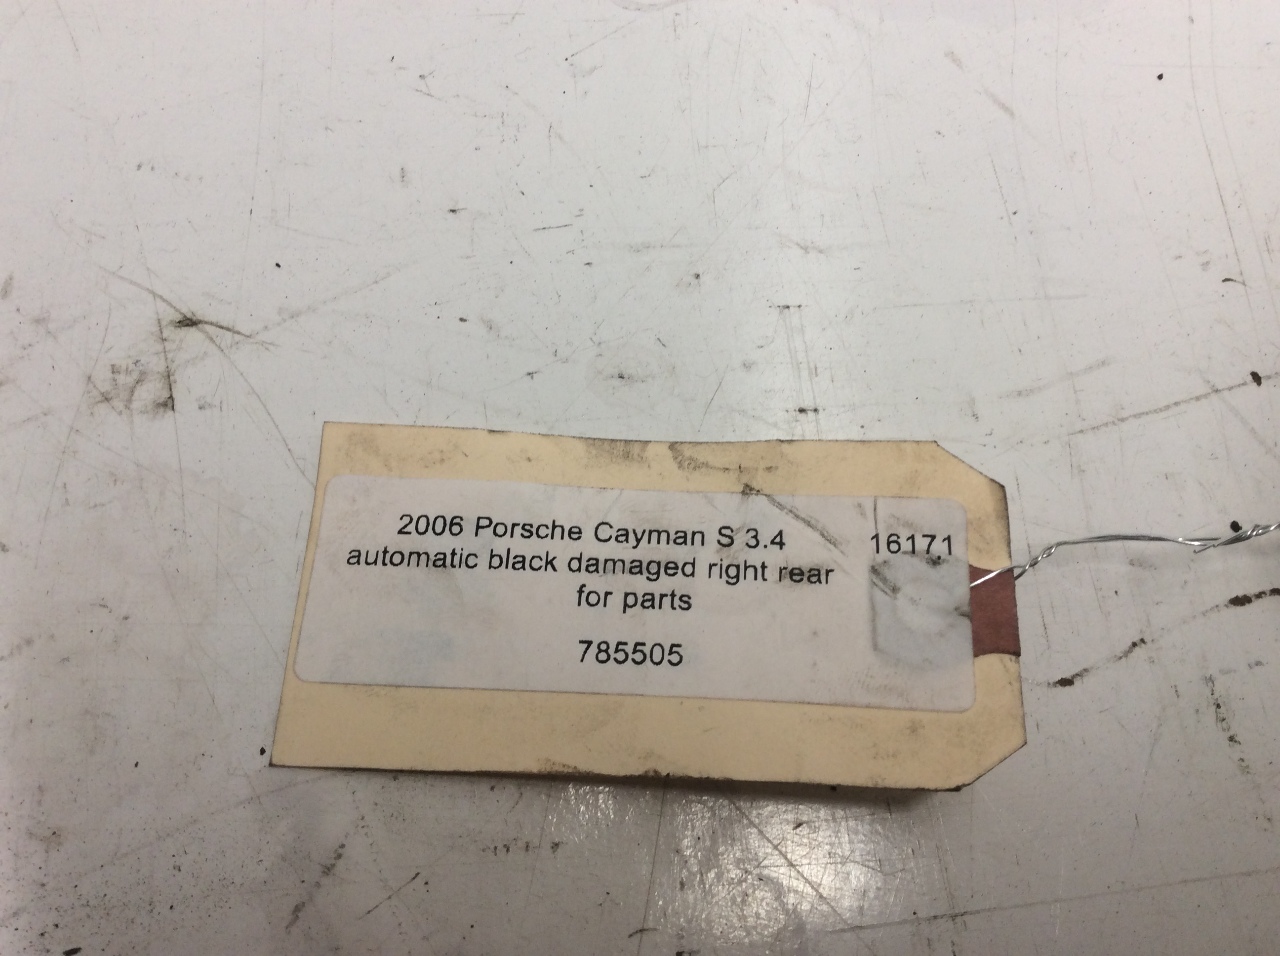 2006 Porsche Cayman S 3.4
16171
automatic black damaged right rear
for parts
785505